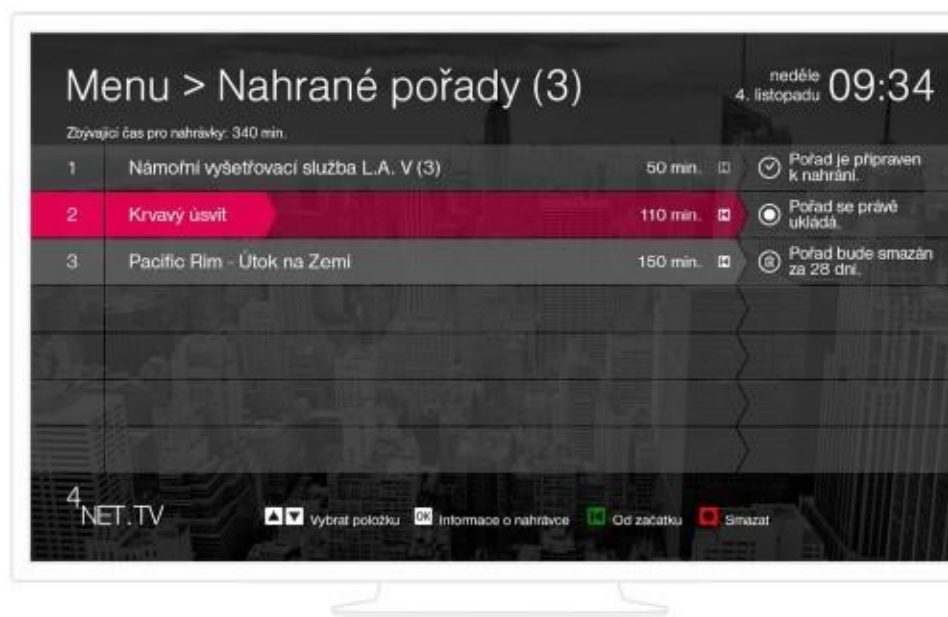 Menu > Nahrané pořady (3)
neděle
4. listopadu
09:34
Zbývající čas pro nahrávky: 340 min.
1 Námořní vyšetřovací služba L.A. V (3) 50 min. Pořad je připraven
k nahrání.
2 Krvavý úsvit 110 min. Pořad se právě
ukládá.
3 Pacific Rim - Útok na Zemi 150 min. Pořad bude smazán
za 28 dní.
4NET.TV
Vybrat položku OK Informace o nahrávce Od začátku Smazat